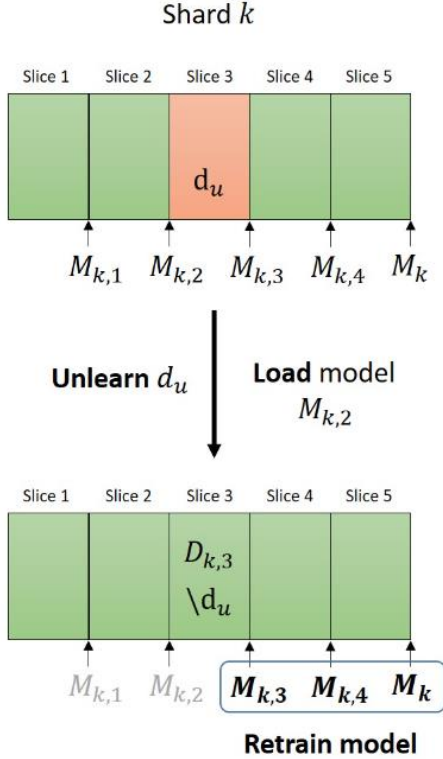 Shard k
Slice 1 Slice 2 Slice 3 Slice 4 Slice 5
d_u
M_{k,1} M_{k,2} M_{k,3} M_{k,4} M_k
Unlearn d_u Load model
M_{k,2}
Slice 1 Slice 2 Slice 3 Slice 4 Slice 5
D_{k,3}
\d_u
M_{k,1} M_{k,2} M_{k,3} M_{k,4} M_k
Retrain model